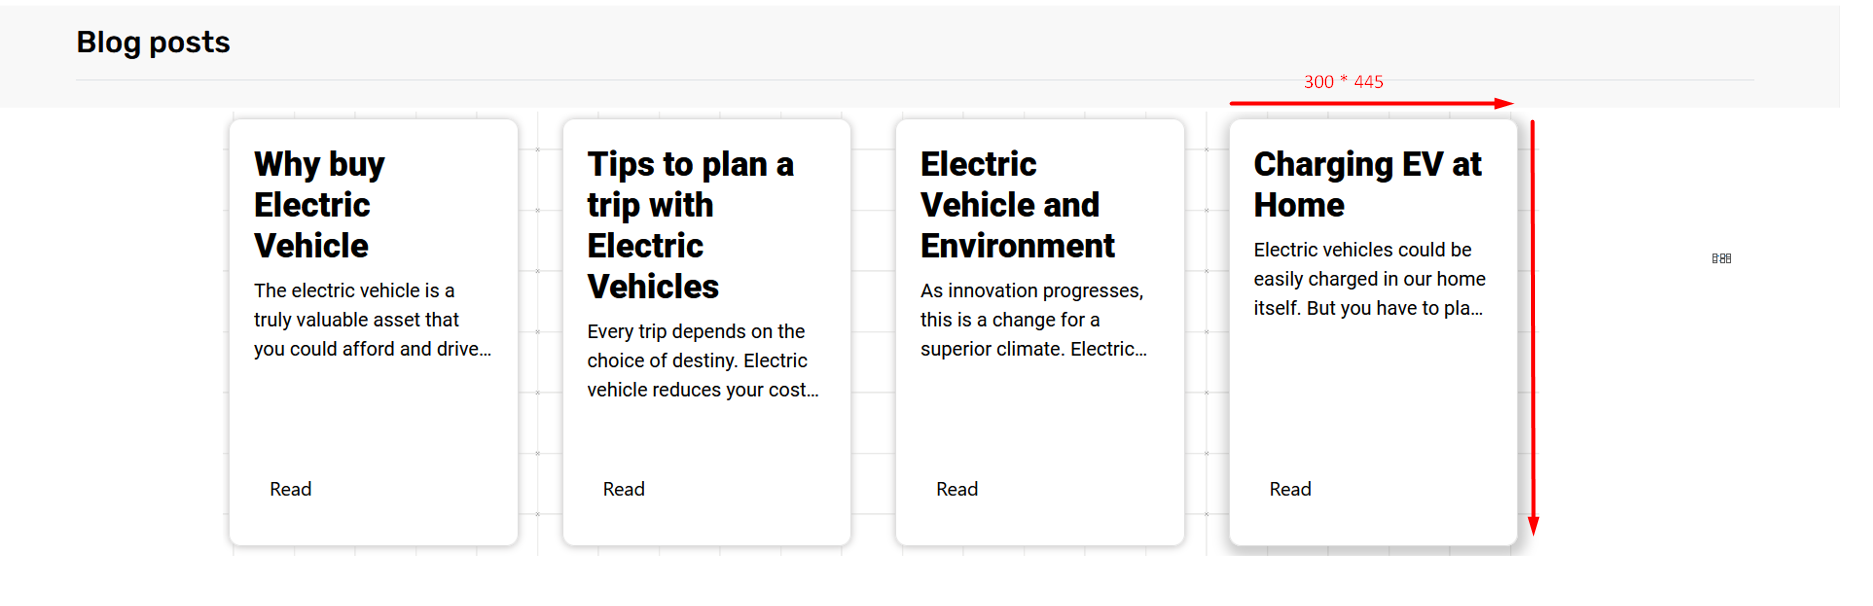 Blog posts
300 * 445
Why buy
Electric
Vehicle
The electric vehicle is a
truly valuable asset that
you could afford and drive...
Read
Tips to plan a
trip with
Electric
Vehicles
Every trip depends on the
choice of destiny. Electric
vehicle reduces your cost...
Read
Electric
Vehicle and
Environment
As innovation progresses,
this is a change for a
superior climate. Electric...
Read
Charging EV at
Home
Electric vehicles could be
easily charged in our home
itself. But you have to pla...
Read